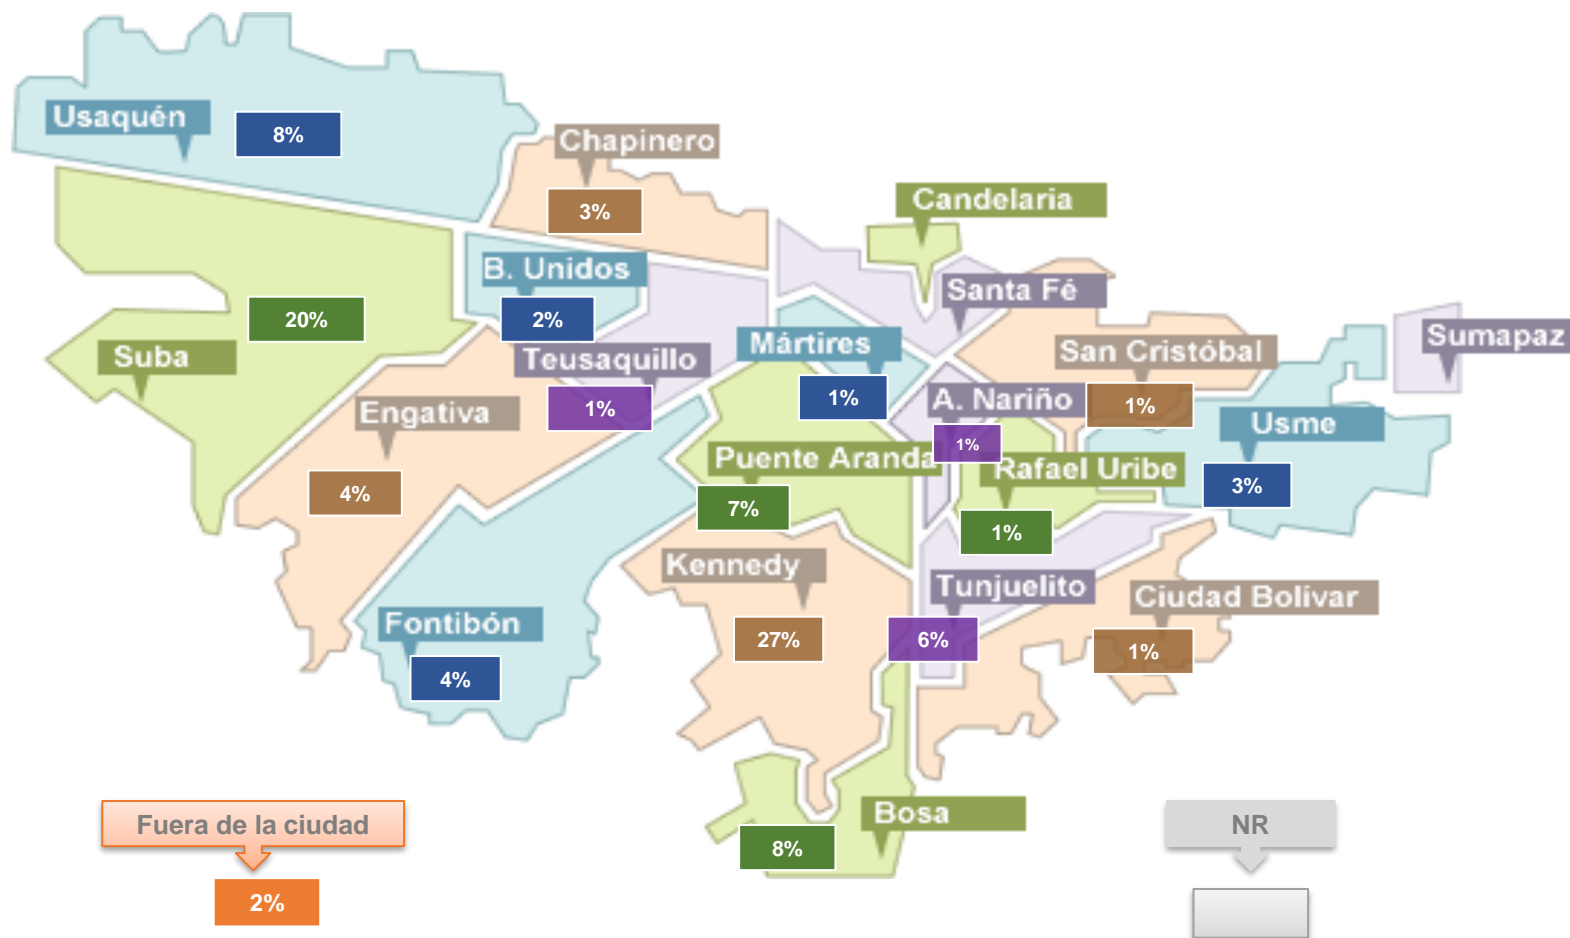 Usaquén
8%
Chapinero
3%
Candelaria
B. Unidos
2%
Santa Fé
Suba
20%
Teusaquillo
1%
Mártires
1%
San Cristóbal
1%
Sumapaz
Engativa
4%
A. Nariño
1%
Usme
3%
Puente Aranda
7%
Rafael Uribe
1%
Kennedy
27%
Tunjuelito
6%
Ciudad Bolívar
1%
Fontibón
4%
Bosa
8%
Fuera de la ciudad
2%
NR